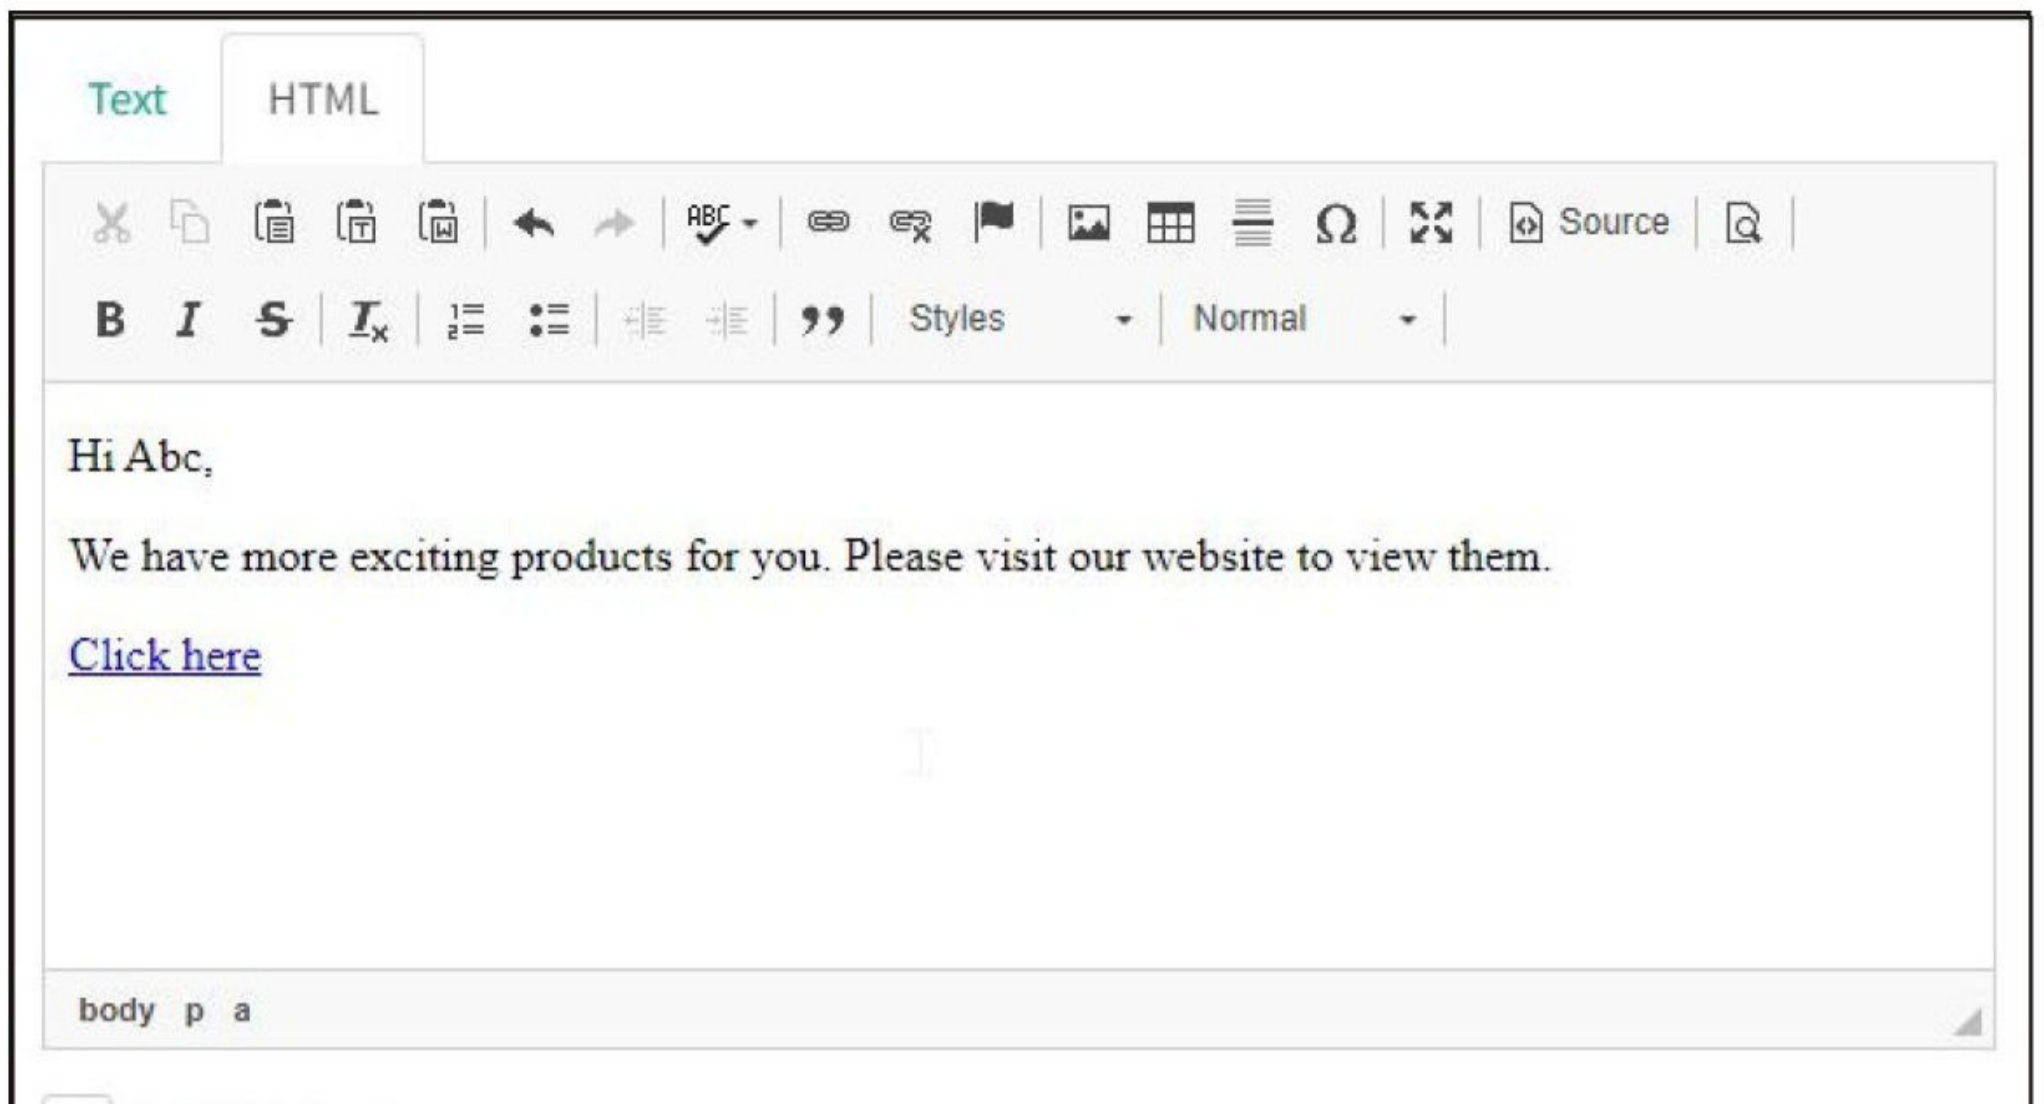 Text HTML
ABC Source
B I S Styles Normal
Hi Abc,
We have more exciting products for you. Please visit our website to view them.
Click here
body p a